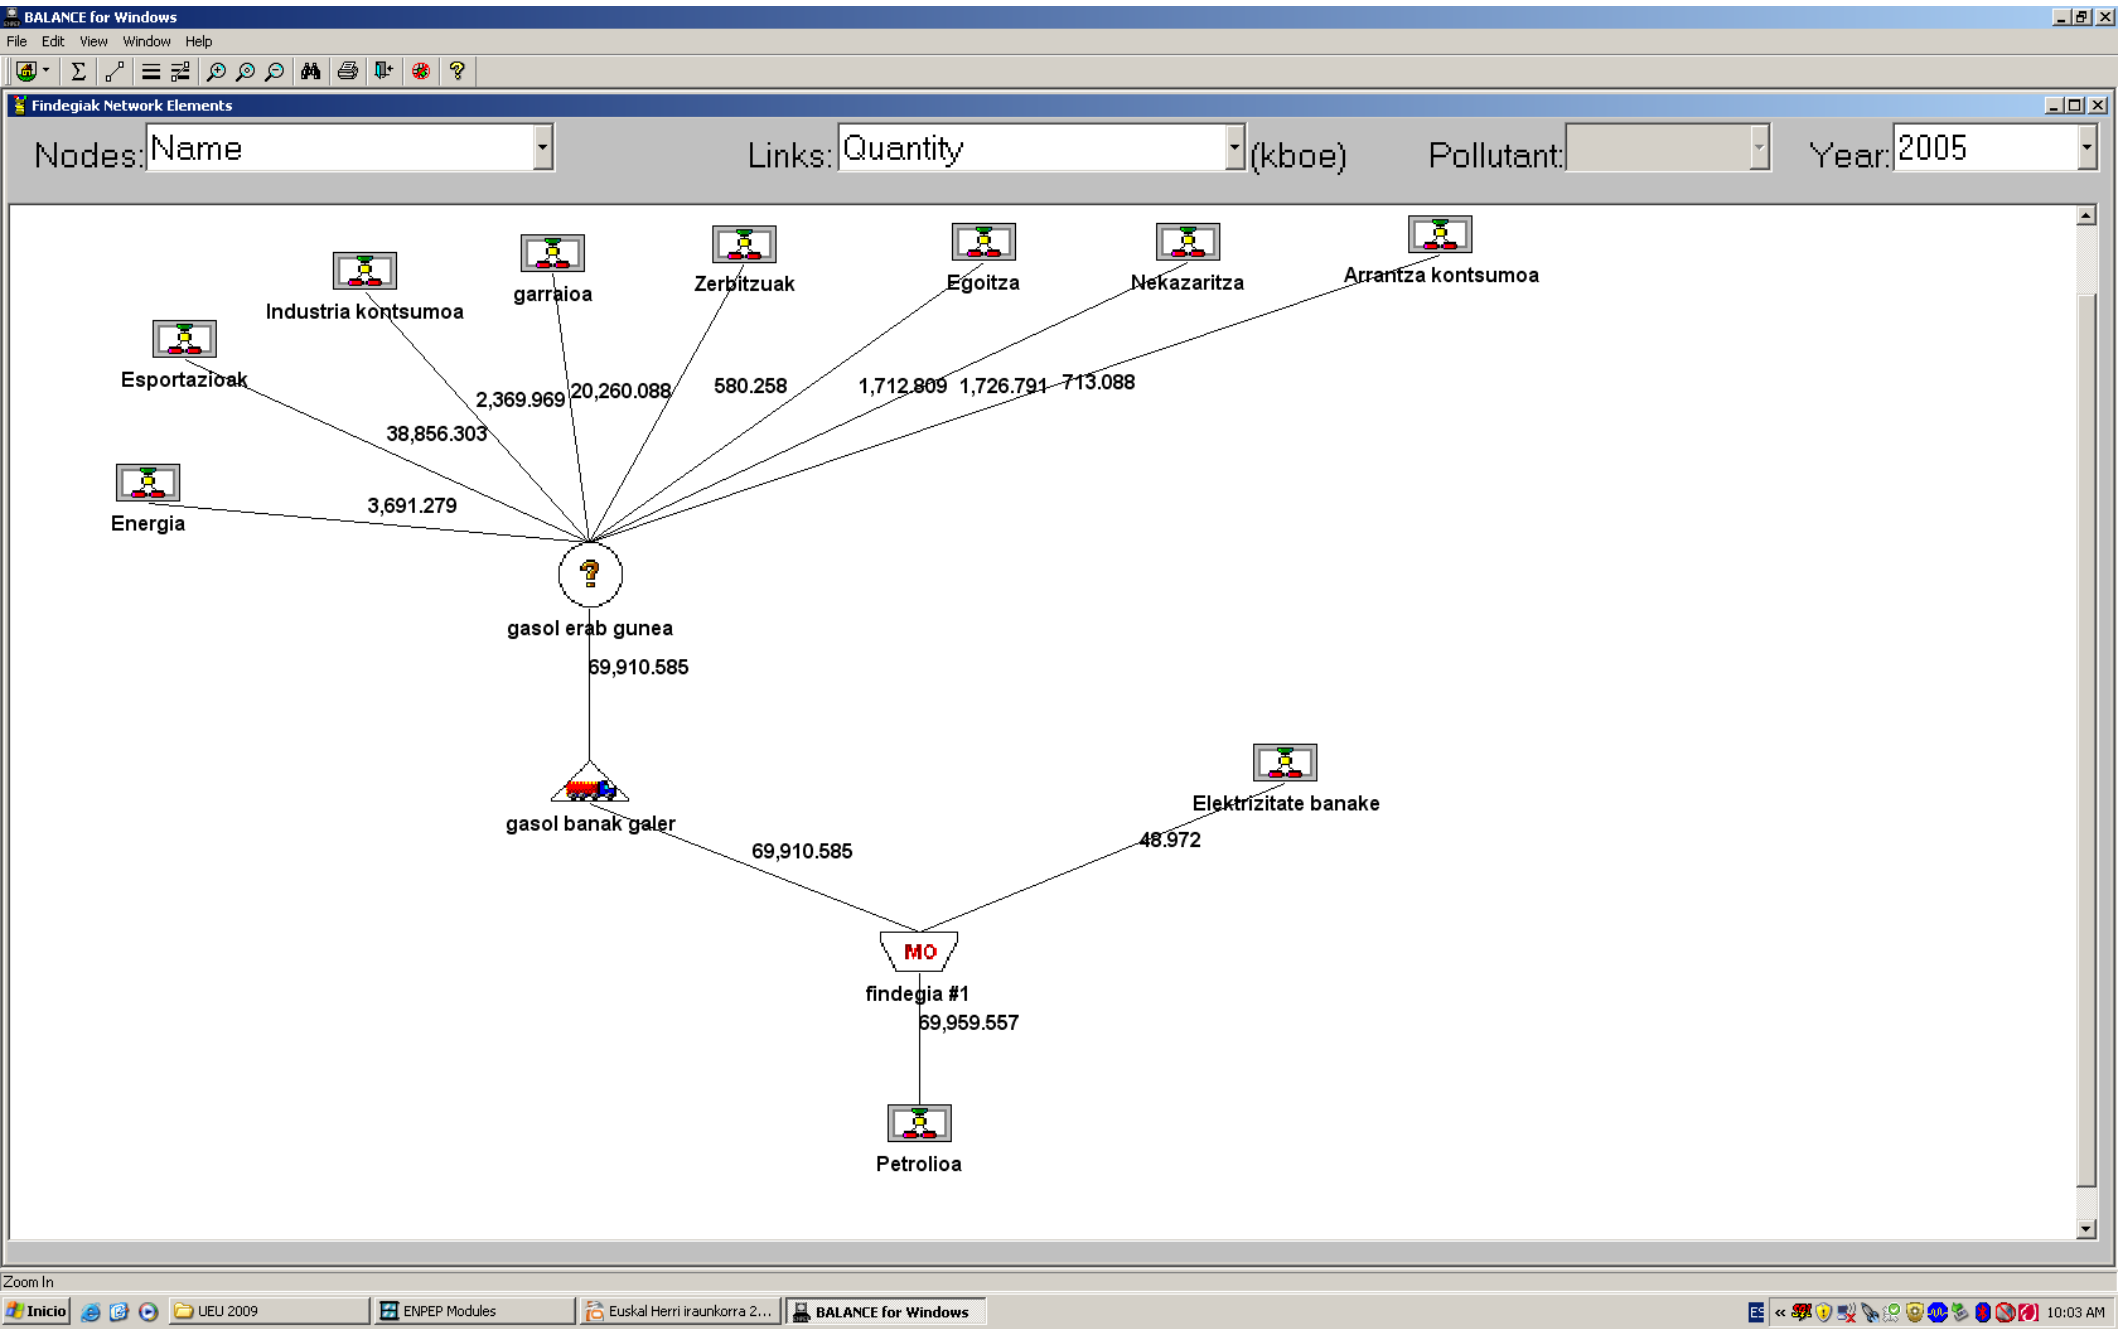 BALANCE for Windows
File Edit View Window Help
Findegiak Network Elements
Nodes: Name Links: Quantity (kboe) Pollutant: Year: 2005
Arrantza kontsumoa
Zerbitzuak Egoitza Nekazaritza
garraioa
Industria kontsumoa
Esportazioak
2,369.969 20,260.088 580.258 1,712.809 1,726.791 713.088
38,856.303
3,691.279
Energia
?
gasol erab gunea
69,910.585
Elektrizitate banake
gasol banak galer
69,910.585 48.972
MO
findegia #1
69,959.557
Petrolioa
Zoom In
Inicio UEU 2009 ENPEP Modules Euskal Herri iraunkorra 2... BALANCE for Windows ES « 10:03 AM